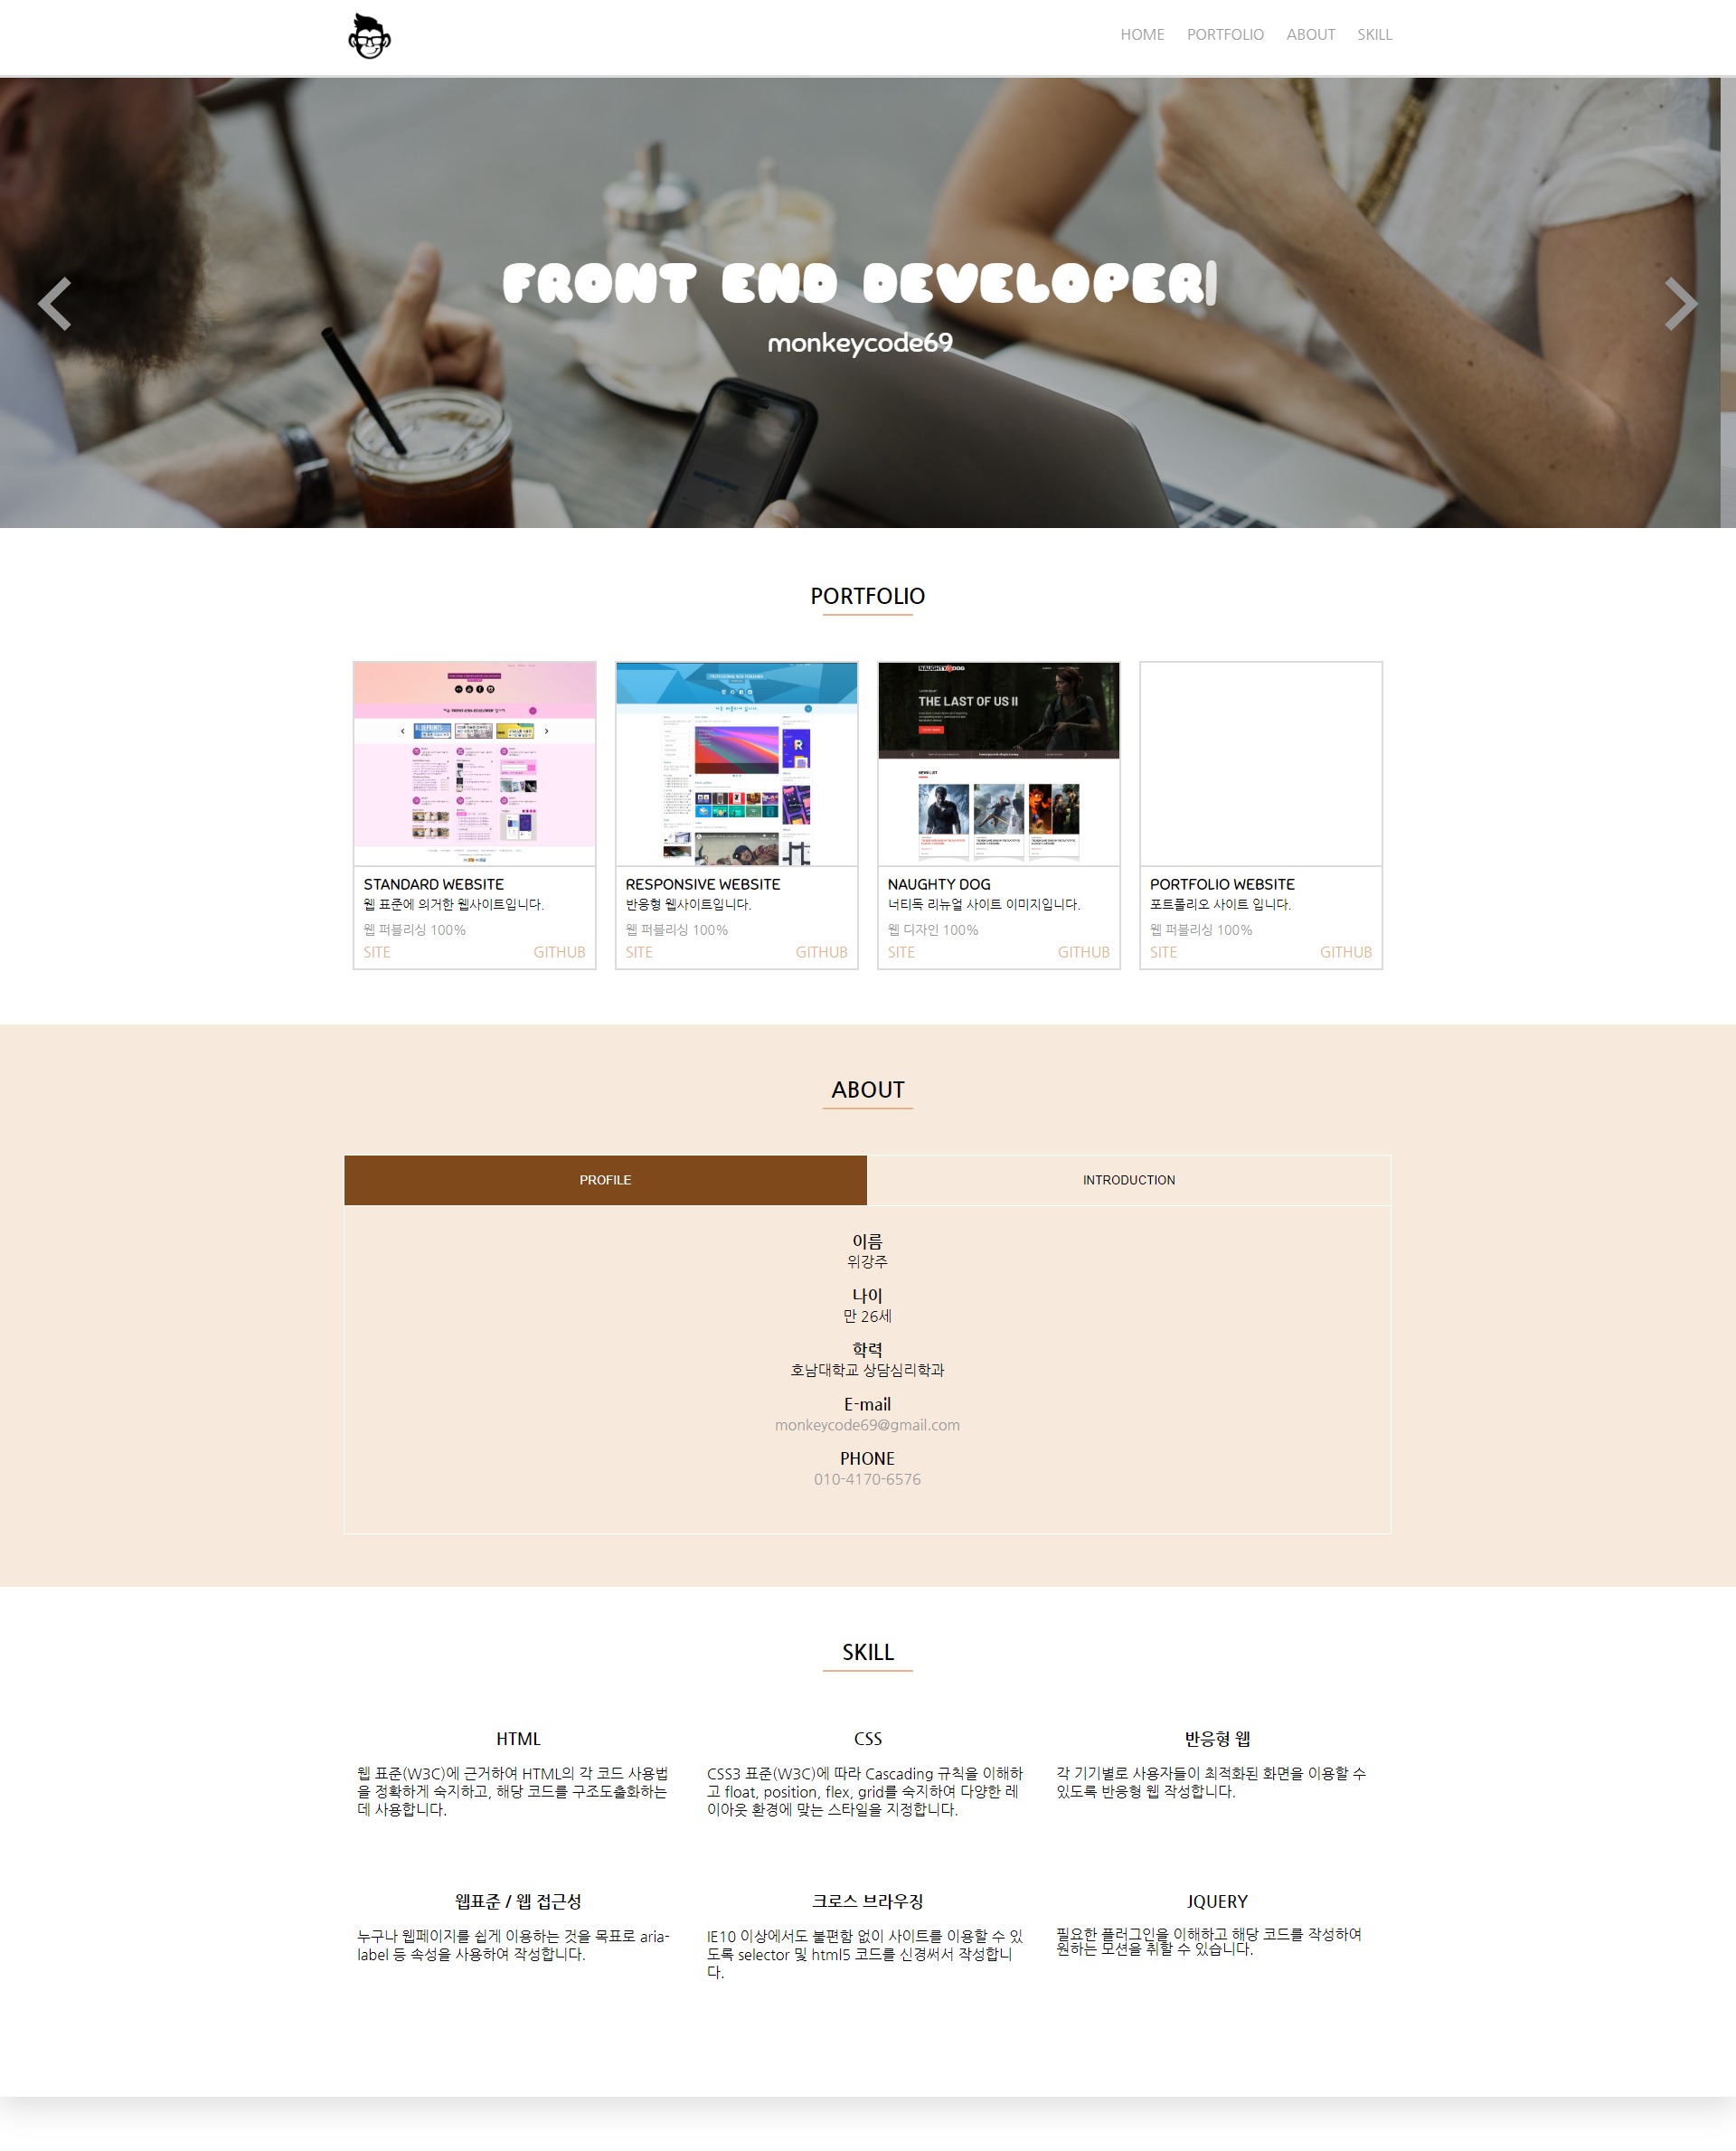 HOME PORTFOLIO ABOUT SKILL
FRONT END DEVELOPER
monkeycode69
PORTFOLIO
NAUGHTY DOG
THE LAST OF US II
STANDARD WEBSITE
웹 표준에 의거한 웹사이트입니다.
웹 퍼블리싱 100%
SITE GITHUB
RESPONSIVE WEBSITE
반응형 웹사이트입니다.
웹 퍼블리싱 100%
SITE GITHUB
NAUGHTY DOG
너티독 리뉴얼 사이트 이미지입니다.
웹 디자인 100%
SITE GITHUB
PORTFOLIO WEBSITE
포트폴리오 사이트 입니다.
웹 퍼블리싱 100%
SITE GITHUB
ABOUT
PROFILE INTRODUCTION
이름
위강주
나이
만 26세
학력
호남대학교 상담심리학과
E-mail
monkeycode69@gmail.com
PHONE
010-4170-6576
SKILL
HTML
웹 표준(W3C)에 근거하여 HTML의 각 코드 사용법
을 정확하게 숙지하고, 해당 코드를 구조도출화하는
데 사용합니다.
CSS
CSS3 표준(W3C)에 따라 Cascading 규칙을 이해하
고 float, position, flex, grid를 숙지하여 다양한 레
이아웃 환경에 맞는 스타일을 지정합니다.
반응형 웹
각 기기별로 사용자들이 최적화된 화면을 이용할 수
있도록 반응형 웹 작성합니다.
웹표준 / 웹 접근성
누구나 웹페이지를 쉽게 이용하는 것을 목표로 aria-
label 등 속성을 사용하여 작성합니다.
크로스 브라우징
IE10 이상에서도 불편함 없이 사이트를 이용할 수 있
도록 selector 및 html5 코드를 신경써서 작성합니
다.
JQUERY
필요한 플러그인을 이해하고 해당 코드를 작성하여
원하는 모션을 취할 수 있습니다.